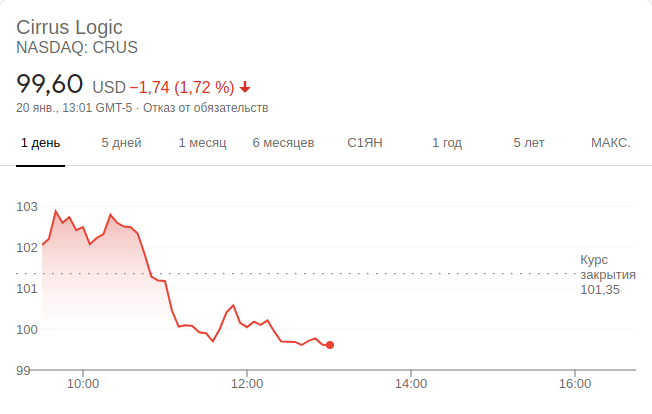 Cirrus Logic
NASDAQ: CRUS
99,60 USD −1,74 (1,72 %)
20 янв., 13:01 GMT-5 · Отказ от обязательств
1 день 5 дней 1 месяц 6 месяцев С1ЯН 1 год 5 лет МАКС.
103
102
Курс
закрытия
101,35
101
100
99
10:00 12:00 14:00 16:00